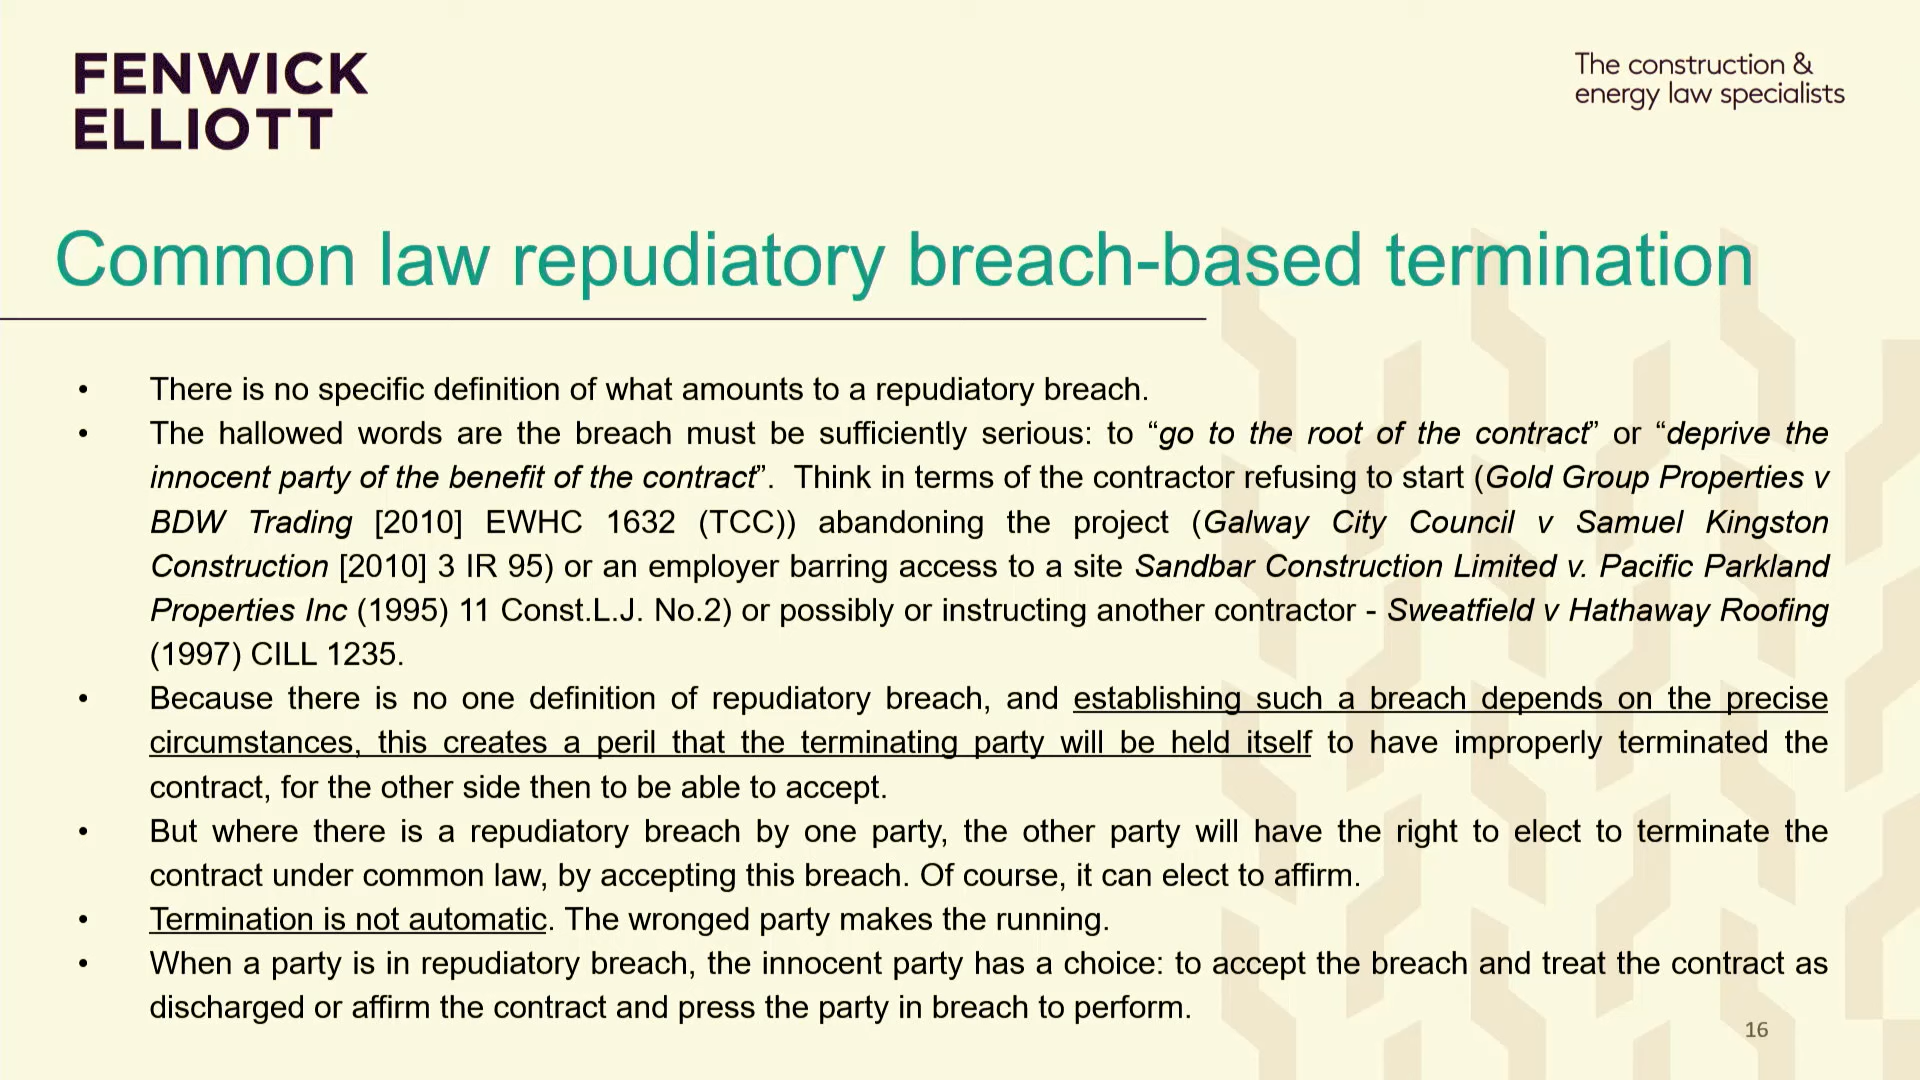 FENWICK
ELLIOTT
The construction &
energy law specialists
Common law repudiatory breach-based termination
• There is no specific definition of what amounts to a repudiatory breach.
• The hallowed words are the breach must be sufficiently serious: to “go to the root of the contract” or “deprive the
innocent party of the benefit of the contract”. Think in terms of the contractor refusing to start (Gold Group Properties v
BDW Trading [2010] EWHC 1632 (TCC)) abandoning the project (Galway City Council v Samuel Kingston
Construction [2010] 3 IR 95) or an employer barring access to a site Sandbar Construction Limited v. Pacific Parkland
Properties Inc (1995) 11 Const.L.J. No.2) or possibly or instructing another contractor - Sweatfield v Hathaway Roofing
(1997) CILL 1235.
• Because there is no one definition of repudiatory breach, and establishing such a breach depends on the precise
circumstances, this creates a peril that the terminating party will be held itself to have improperly terminated the
contract, for the other side then to be able to accept.
• But where there is a repudiatory breach by one party, the other party will have the right to elect to terminate the
contract under common law, by accepting this breach. Of course, it can elect to affirm.
• Termination is not automatic. The wronged party makes the running.
• When a party is in repudiatory breach, the innocent party has a choice: to accept the breach and treat the contract as
discharged or affirm the contract and press the party in breach to perform.
16